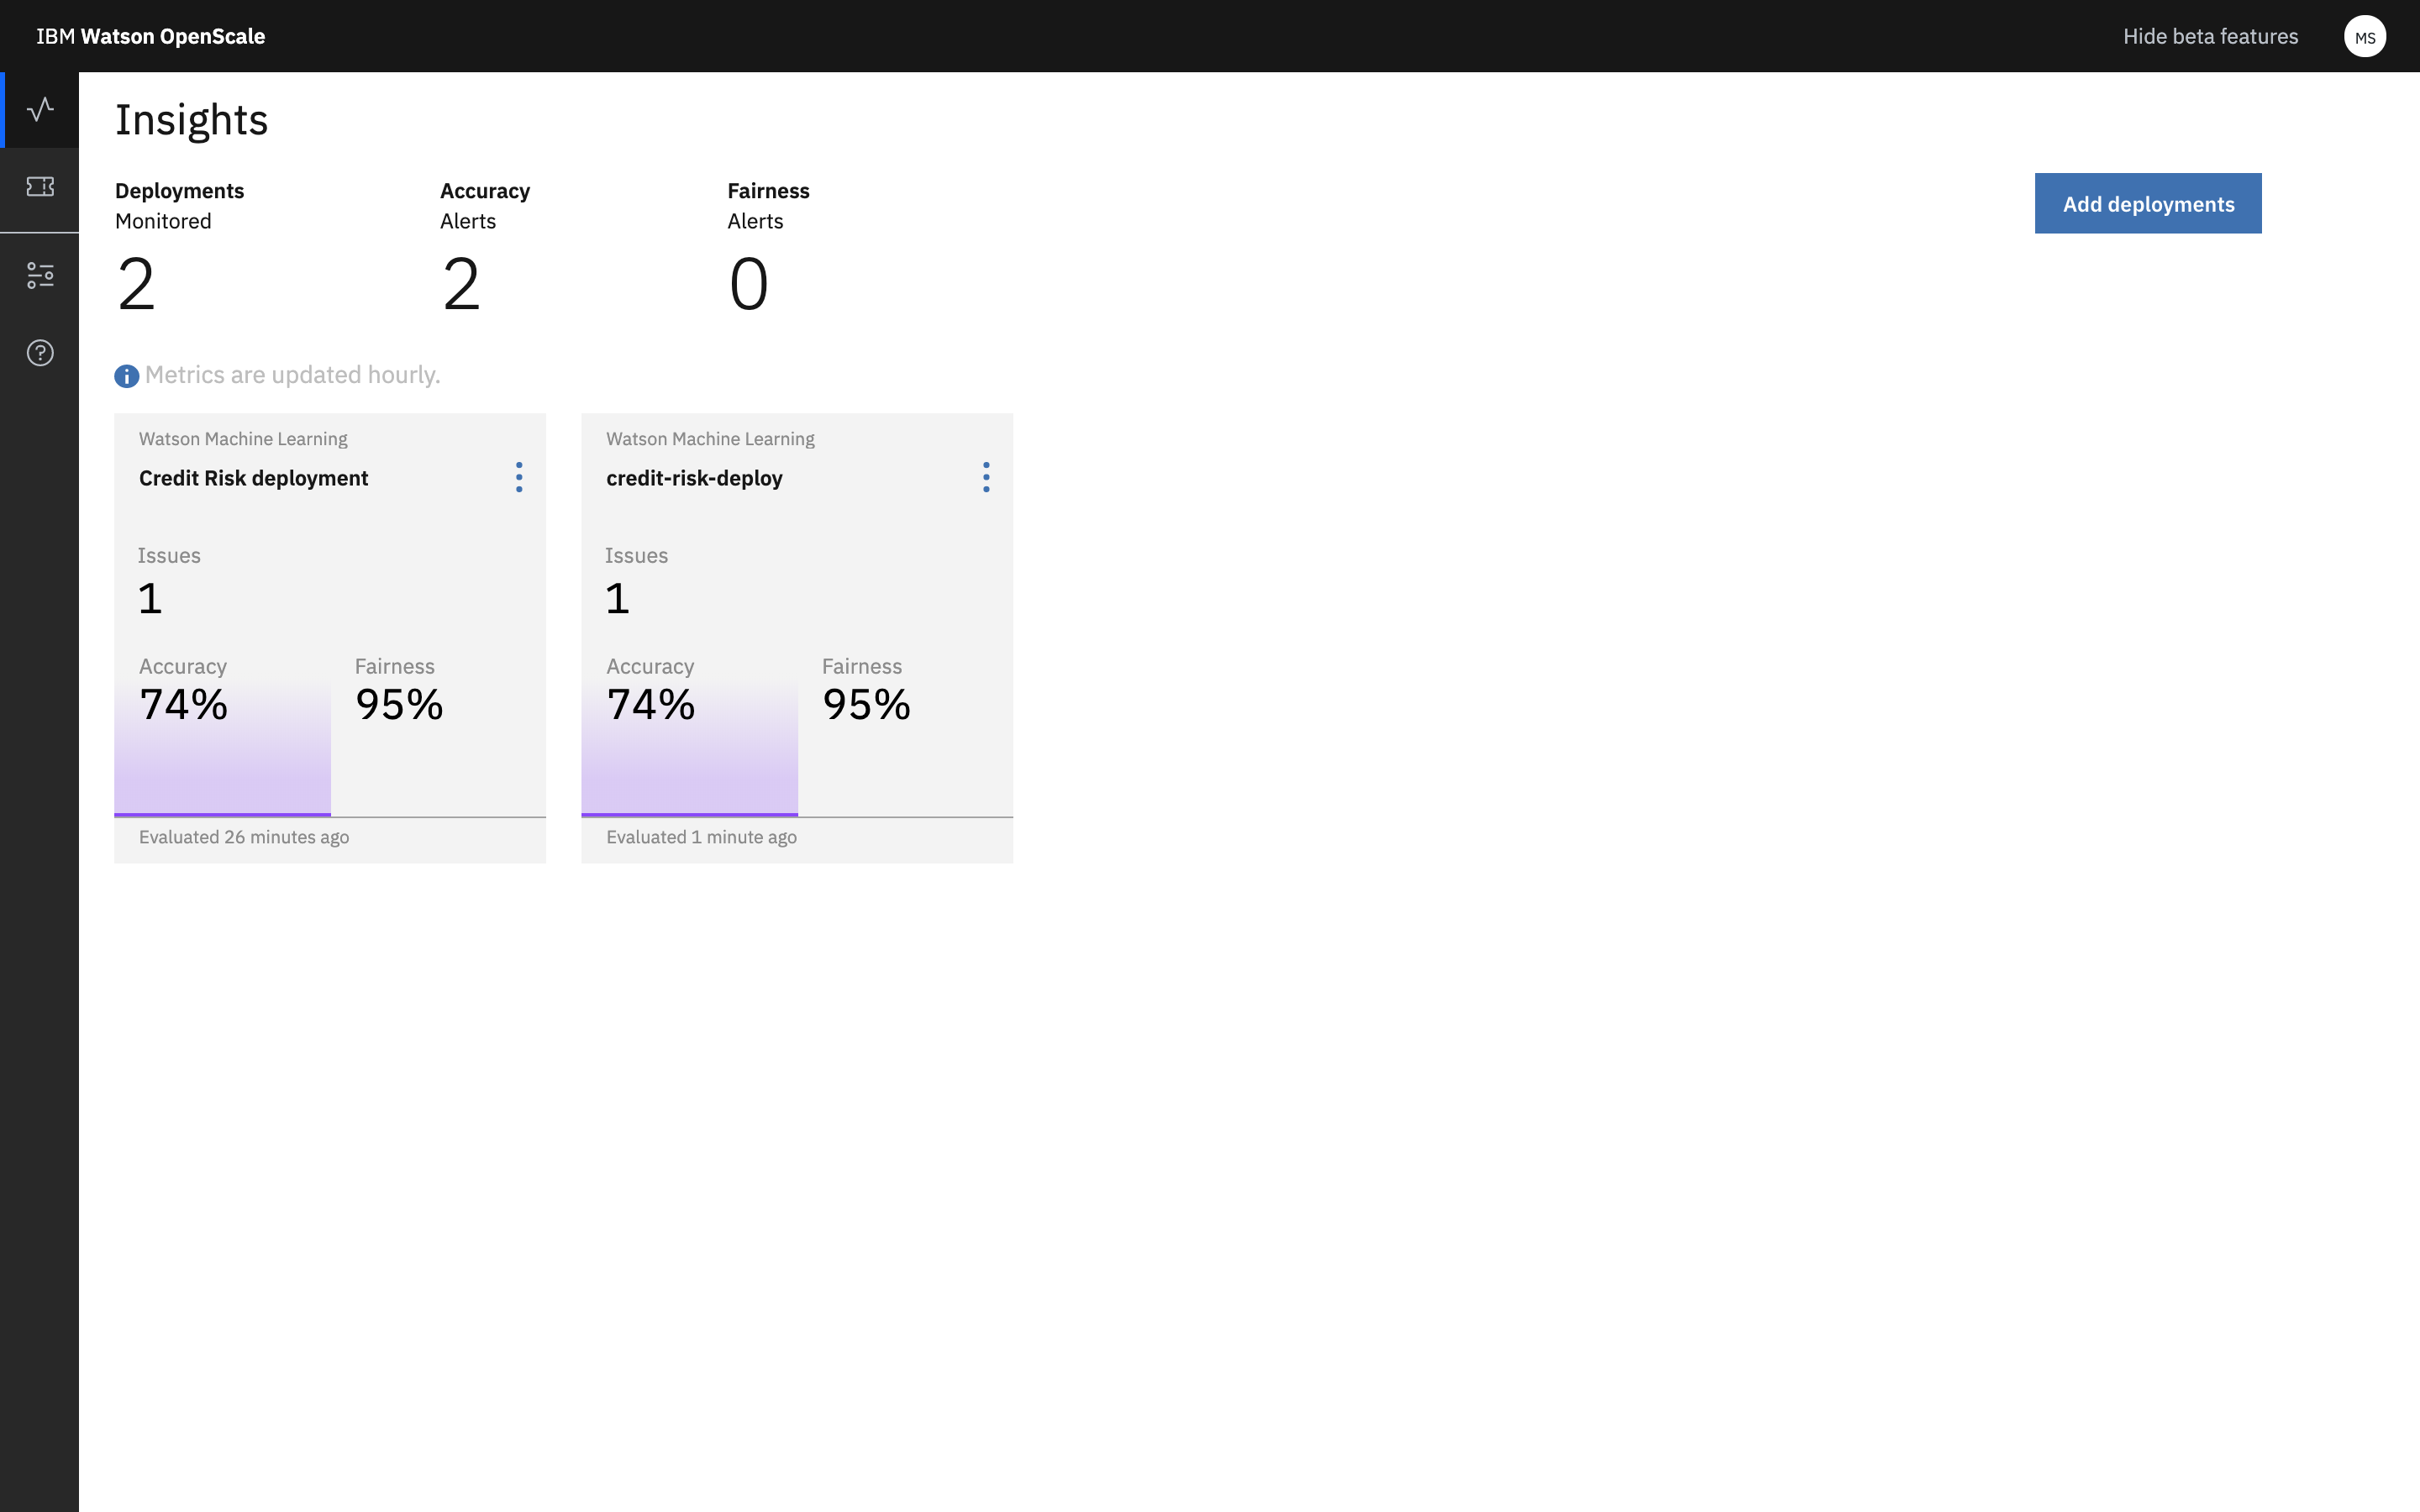 IBM Watson OpenScale
Hide beta features
MS
Insights
Deployments
Monitored
2
Accuracy
Alerts
2
Fairness
Alerts
0
Add deployments
Metrics are updated hourly.
Watson Machine Learning
Credit Risk deployment
Issues
1
Accuracy
74%
Fairness
95%
Evaluated 26 minutes ago
Watson Machine Learning
credit-risk-deploy
Issues
1
Accuracy
74%
Fairness
95%
Evaluated 1 minute ago